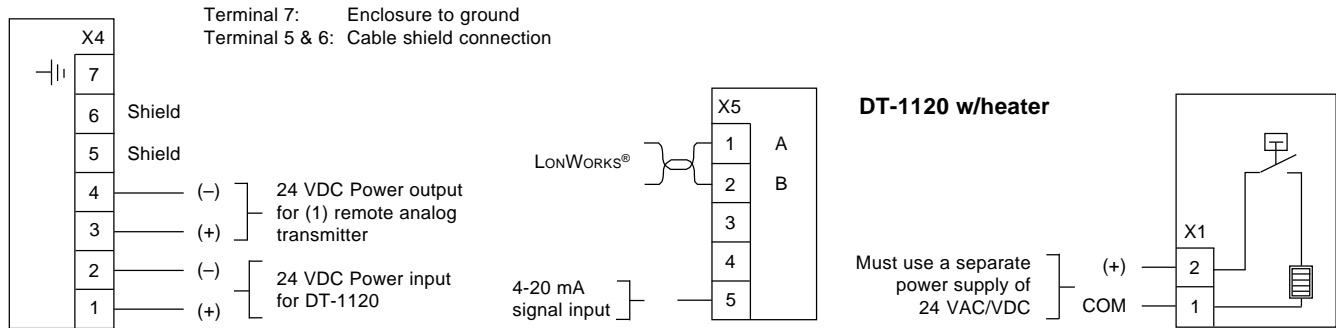 Terminal 7: Enclosure to ground
Terminal 5 & 6: Cable shield connection
X4
7
6 Shield
5 Shield
4 (–)
3 (+)
24 VDC Power output
for (1) remote analog
transmitter
2 (–)
1 (+)
24 VDC Power input
for DT-1120
X5
LONWORKS®
1 A
2 B
3
4
5
4-20 mA
signal input
DT-1120 w/heater
X1
Must use a separate
power supply of
24 VAC/VDC
(+) 2
COM 1